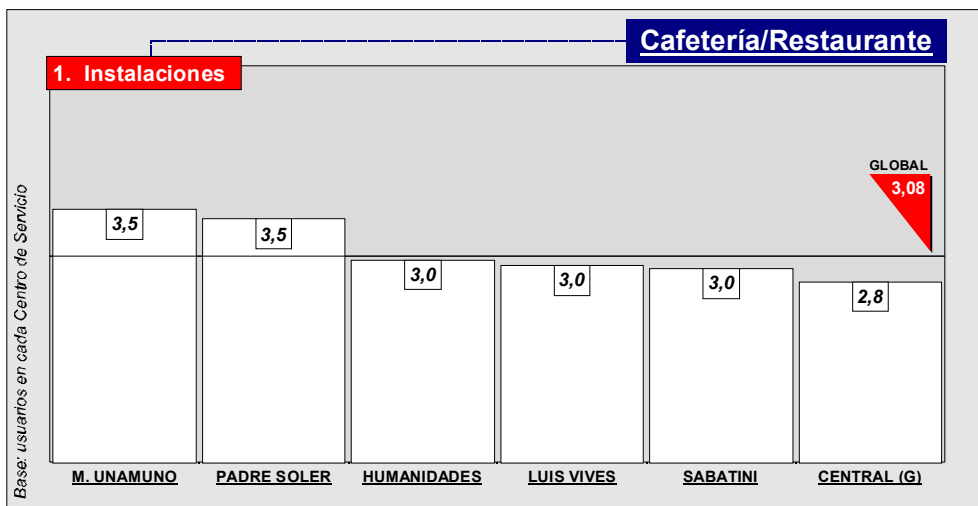 Cafetería/Restaurante
1. Instalaciones
GLOBAL
3,08
3,5
3,5
3,0
3,0
3,0
2,8
Base: usuarios en cada Centro de Servicio
M. UNAMUNO
PADRE SOLER
HUMANIDADES
LUIS VIVES
SABATINI
CENTRAL (G)